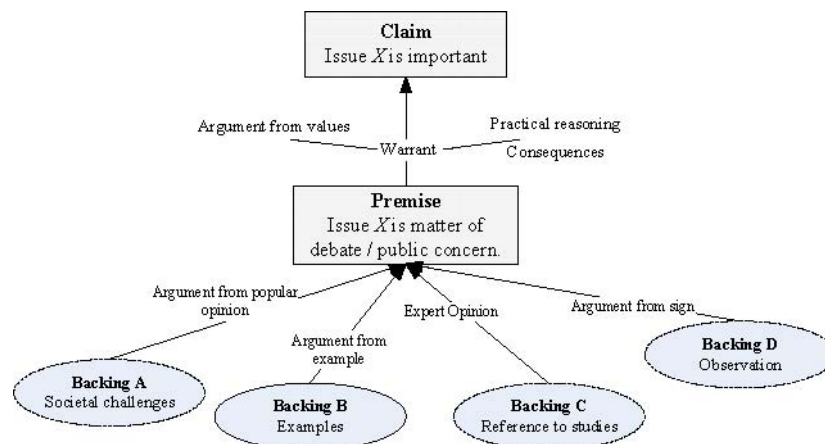 Claim
Issue X is important
Argument from values
Practical reasoning
Warrant
Consequences
Premise
Issue X is matter of
debate / public concern.
Argument from popular
opinion
Expert Opinion
Argument from sign
Argument from
example
Backing A
Societal challenges
Backing B
Examples
Backing C
Reference to studies
Backing D
Observation